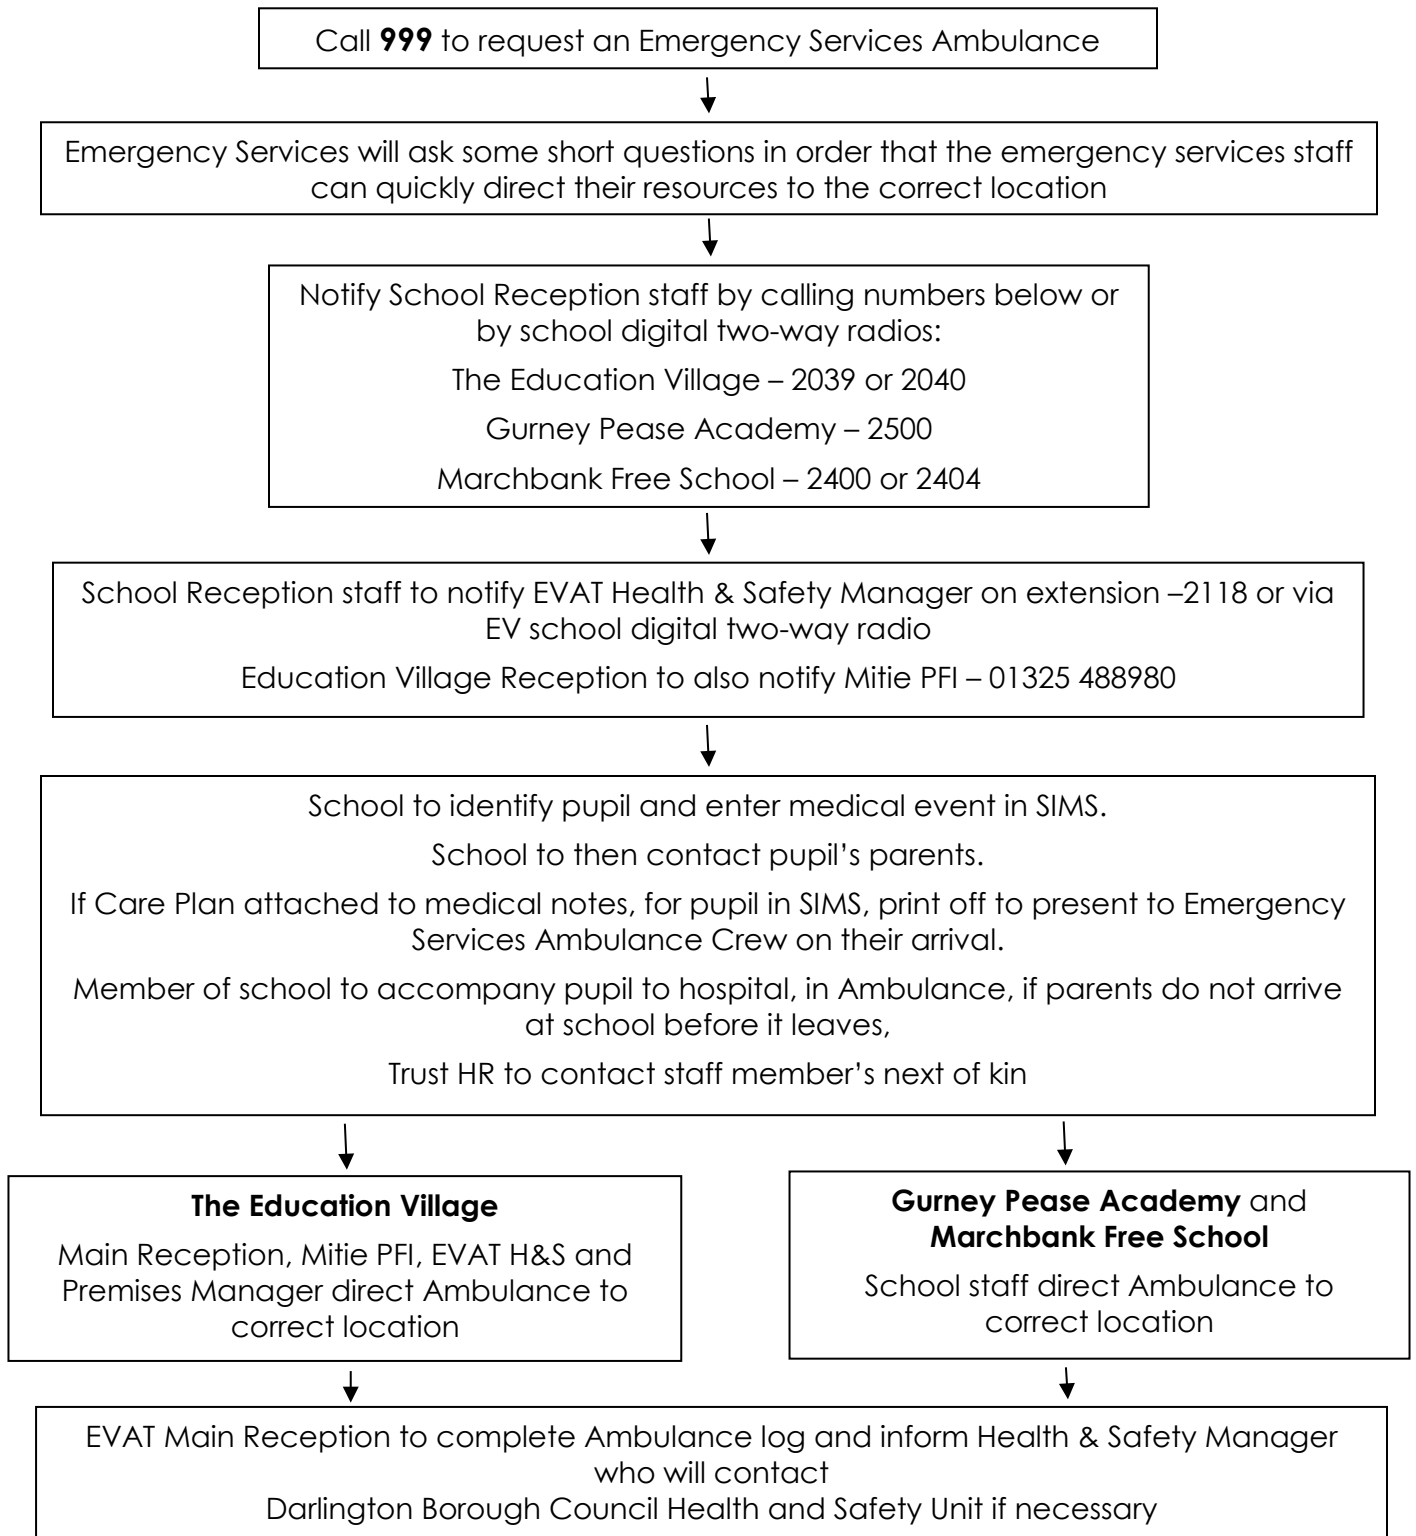 Call 999 to request an Emergency Services Ambulance
Emergency Services will ask some short questions in order that the emergency services staff
can quickly direct their resources to the correct location
Notify School Reception staff by calling numbers below or
by school digital two-way radios:
The Education Village – 2039 or 2040
Gurney Pease Academy – 2500
Marchbank Free School – 2400 or 2404
School Reception staff to notify EVAT Health & Safety Manager on extension –2118 or via
EV school digital two-way radio
Education Village Reception to also notify Mitie PFI – 01325 488980
School to identify pupil and enter medical event in SIMS.
School to then contact pupil’s parents.
If Care Plan attached to medical notes, for pupil in SIMS, print off to present to Emergency
Services Ambulance Crew on their arrival.
Member of school to accompany pupil to hospital, in Ambulance, if parents do not arrive
at school before it leaves,
Trust HR to contact staff member’s next of kin
The Education Village
Main Reception, Mitie PFI, EVAT H&S and
Premises Manager direct Ambulance to
correct location
Gurney Pease Academy and
Marchbank Free School
School staff direct Ambulance to
correct location
EVAT Main Reception to complete Ambulance log and inform Health & Safety Manager
who will contact
Darlington Borough Council Health and Safety Unit if necessary